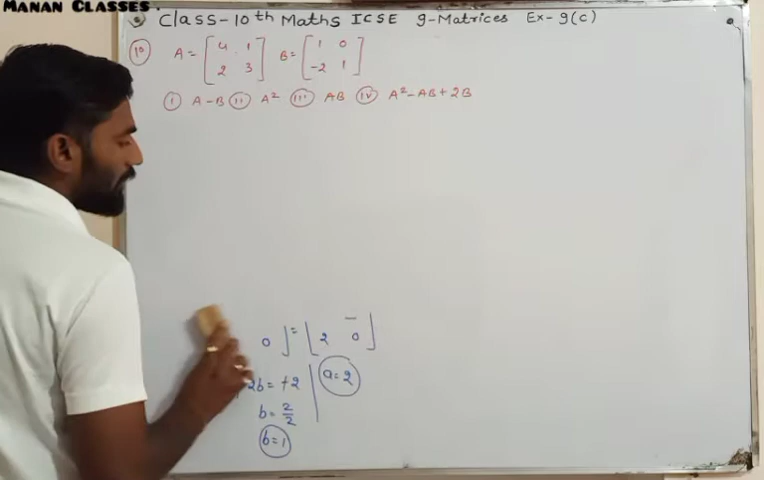 MANAN CLASSES.
Class-10th Maths ICSE 9-Matrices Ex-9(c)
10 A = [4 1 B = [1 0
2 3] -2 1]
i A-B ii A² iii AB iv A²-AB+2B
0] = [2 0]
2b = +2 a=2
b = 2/2
b=1